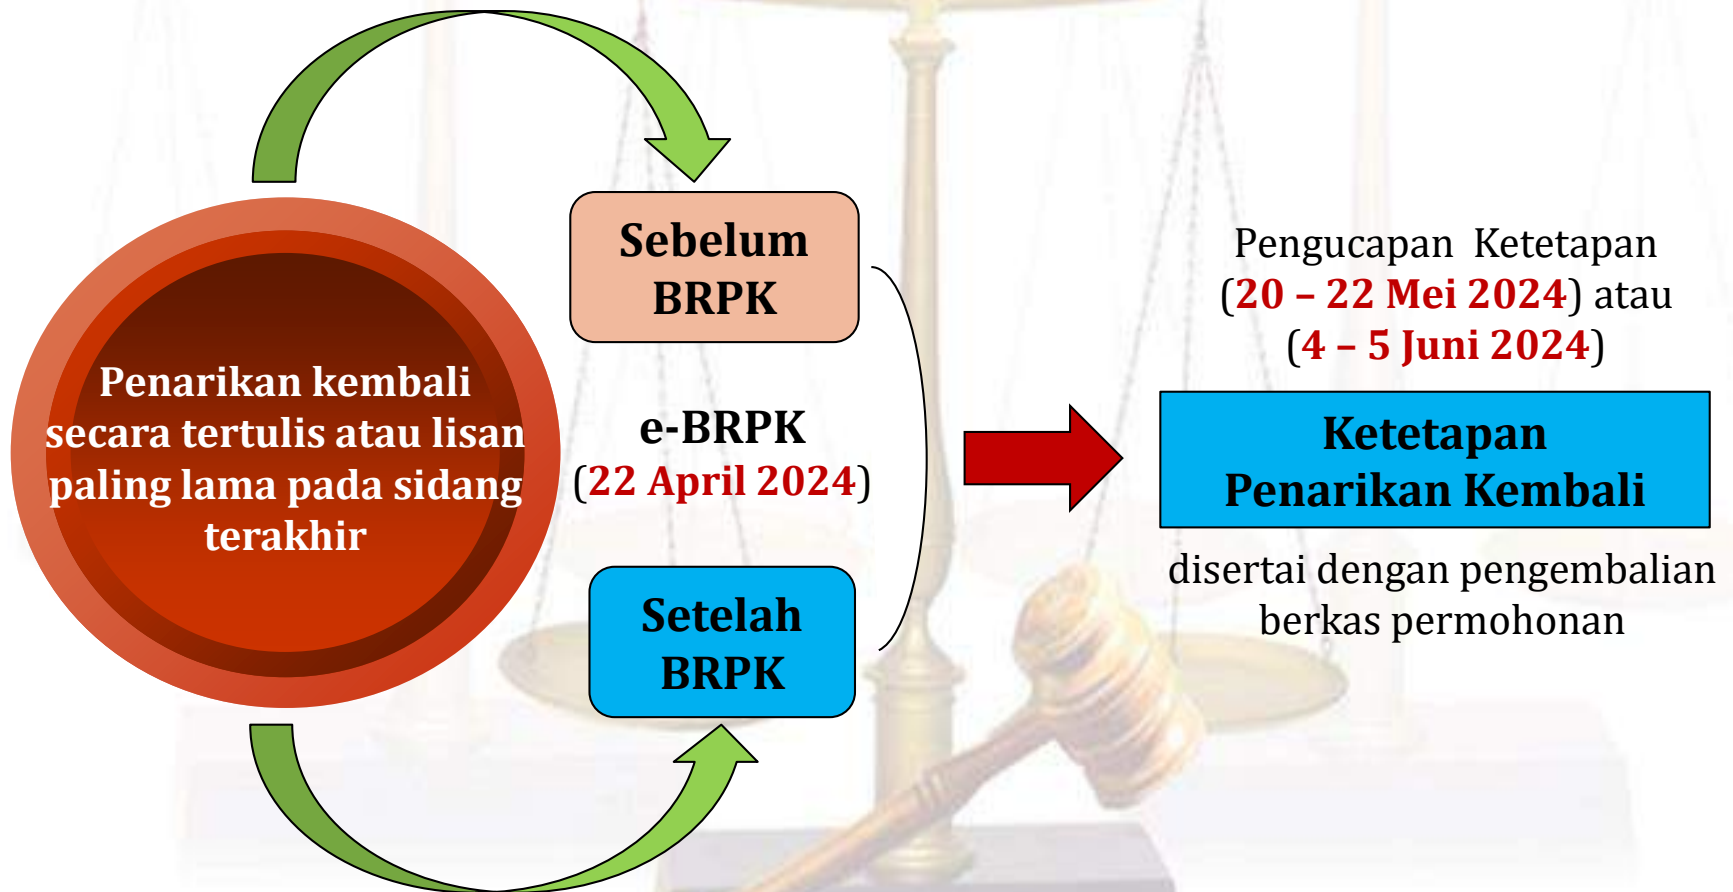 Penarikan kembali
secara tertulis atau lisan
paling lama pada sidang
terakhir
Sebelum
BRPK
e-BRPK
(22 April 2024)
Setelah
BRPK
Pengucapan Ketetapan
(20 – 22 Mei 2024) atau
(4 – 5 Juni 2024)
Ketetapan
Penarikan Kembali
disertai dengan pengembalian
berkas permohonan